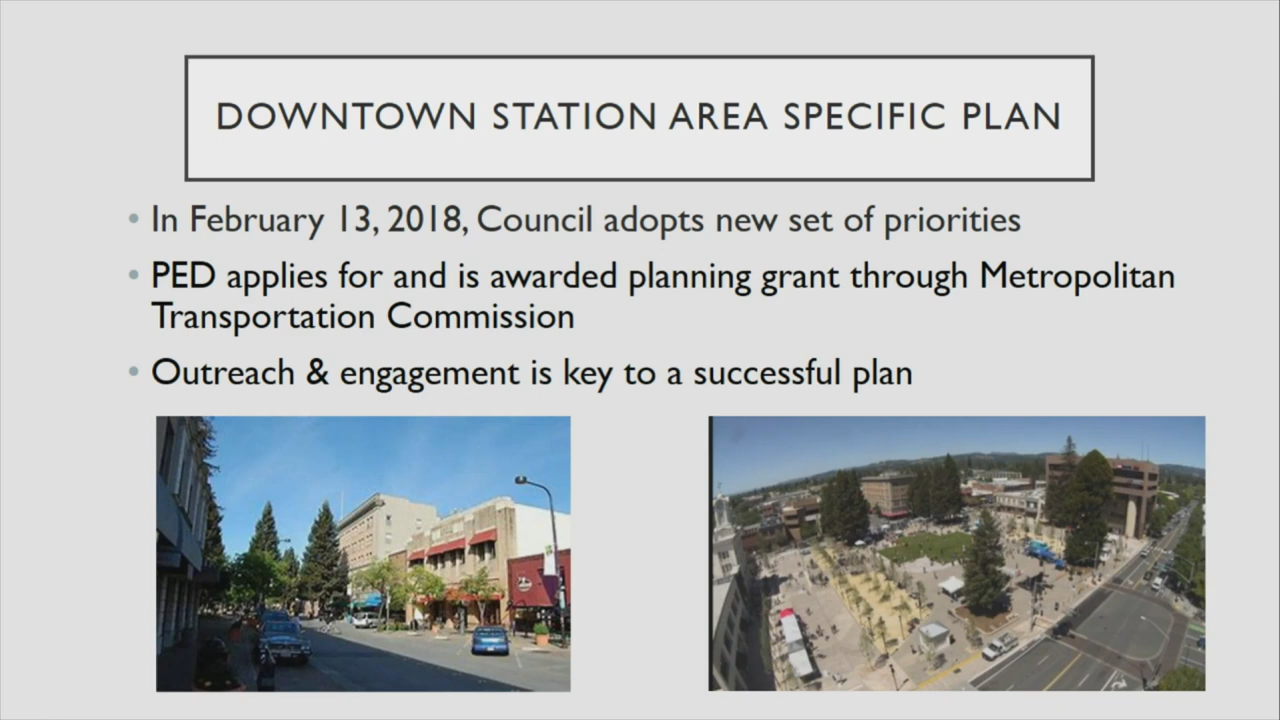 DOWNTOWN STATION AREA SPECIFIC PLAN
• In February 13, 2018, Council adopts new set of priorities
• PED applies for and is awarded planning grant through Metropolitan
Transportation Commission
• Outreach & engagement is key to a successful plan